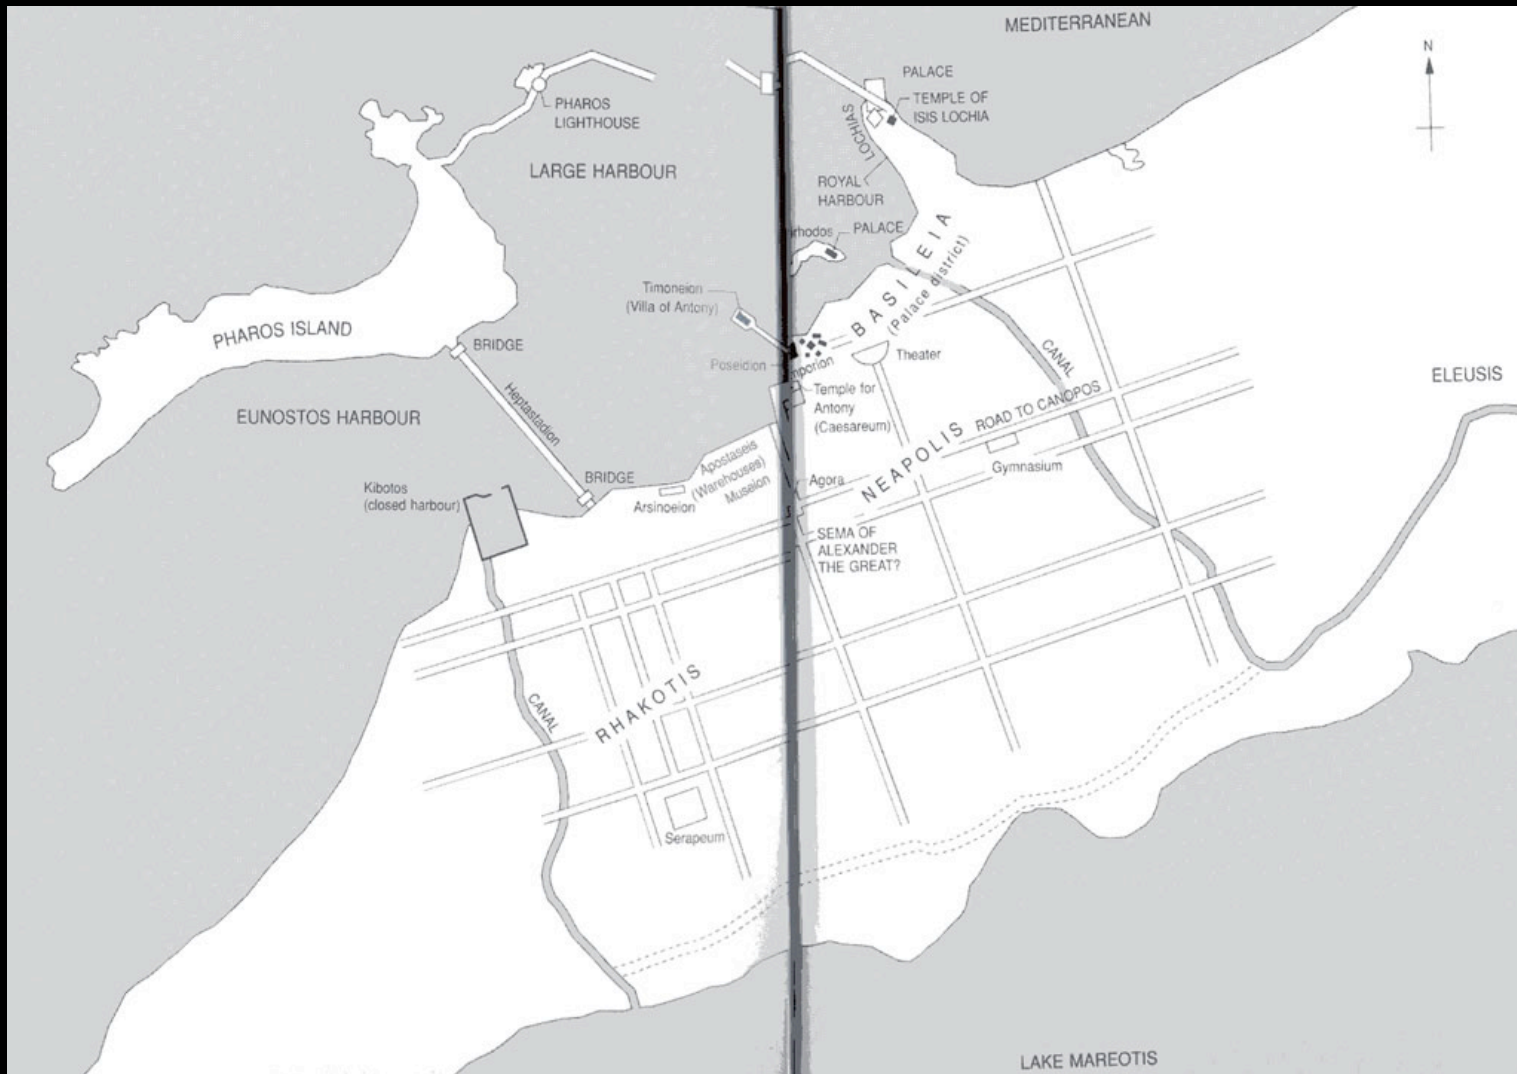 MEDITERRANEAN
N
PALACE
TEMPLE OF
ISIS LOCHIA
PHAROS
LIGHTHOUSE
LOCHIAS
LARGE HARBOUR
ROYAL
HARBOUR
PALACE
BASILEIA
(Palace district)
Timoneion
(Villa of Antony)
PHAROS ISLAND
BRIDGE
Poseidion
Theater
CANAL
ELEUSIS
Temple for
Antony
(Caesareum)
EUNOSTOS HARBOUR
Heptastadion
ROAD TO CANOPOS
NEAPOLIS
Gymnasium
BRIDGE
Apostaseis
(Warehouses)
Museion
Agora
Kibotos
(closed harbour)
Arsinoeion
SEMA OF
ALEXANDER
THE GREAT?
RHAKOTIS
CANAL
Serapeum
LAKE MAREOTIS